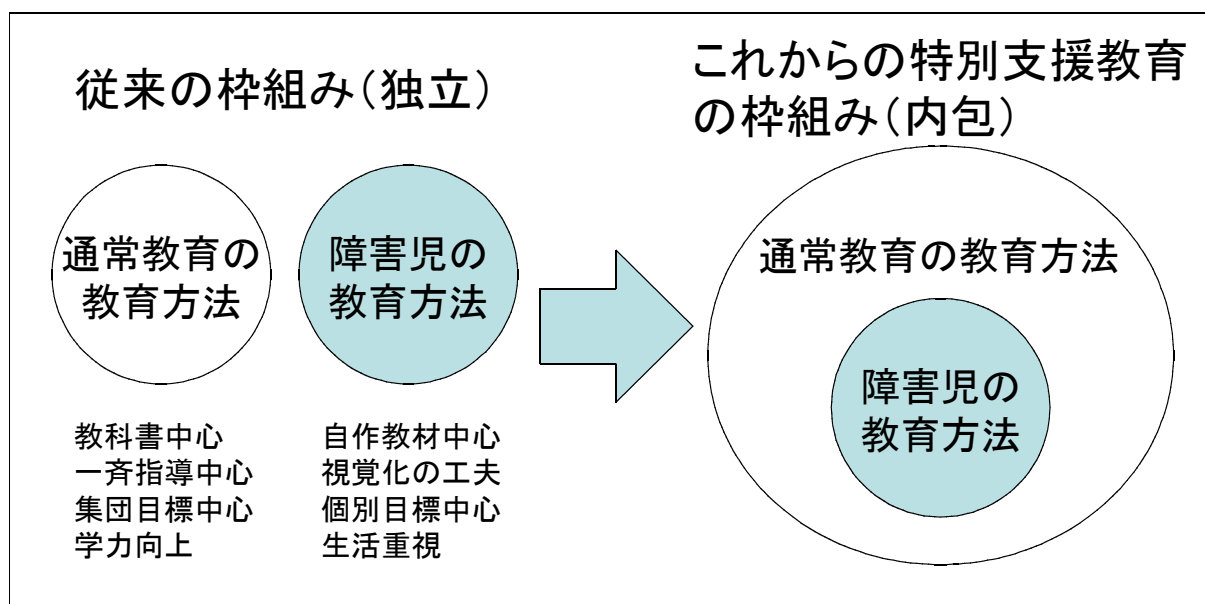 従来の枠組み(独立)
通常教育の
教育方法
障害児の
教育方法
教科書中心
一斉指導中心
集団目標中心
学力向上
自作教材中心
視覚化の工夫
個別目標中心
生活重視
これからの特別支援教育
の枠組み(内包)
通常教育の教育方法
障害児の
教育方法